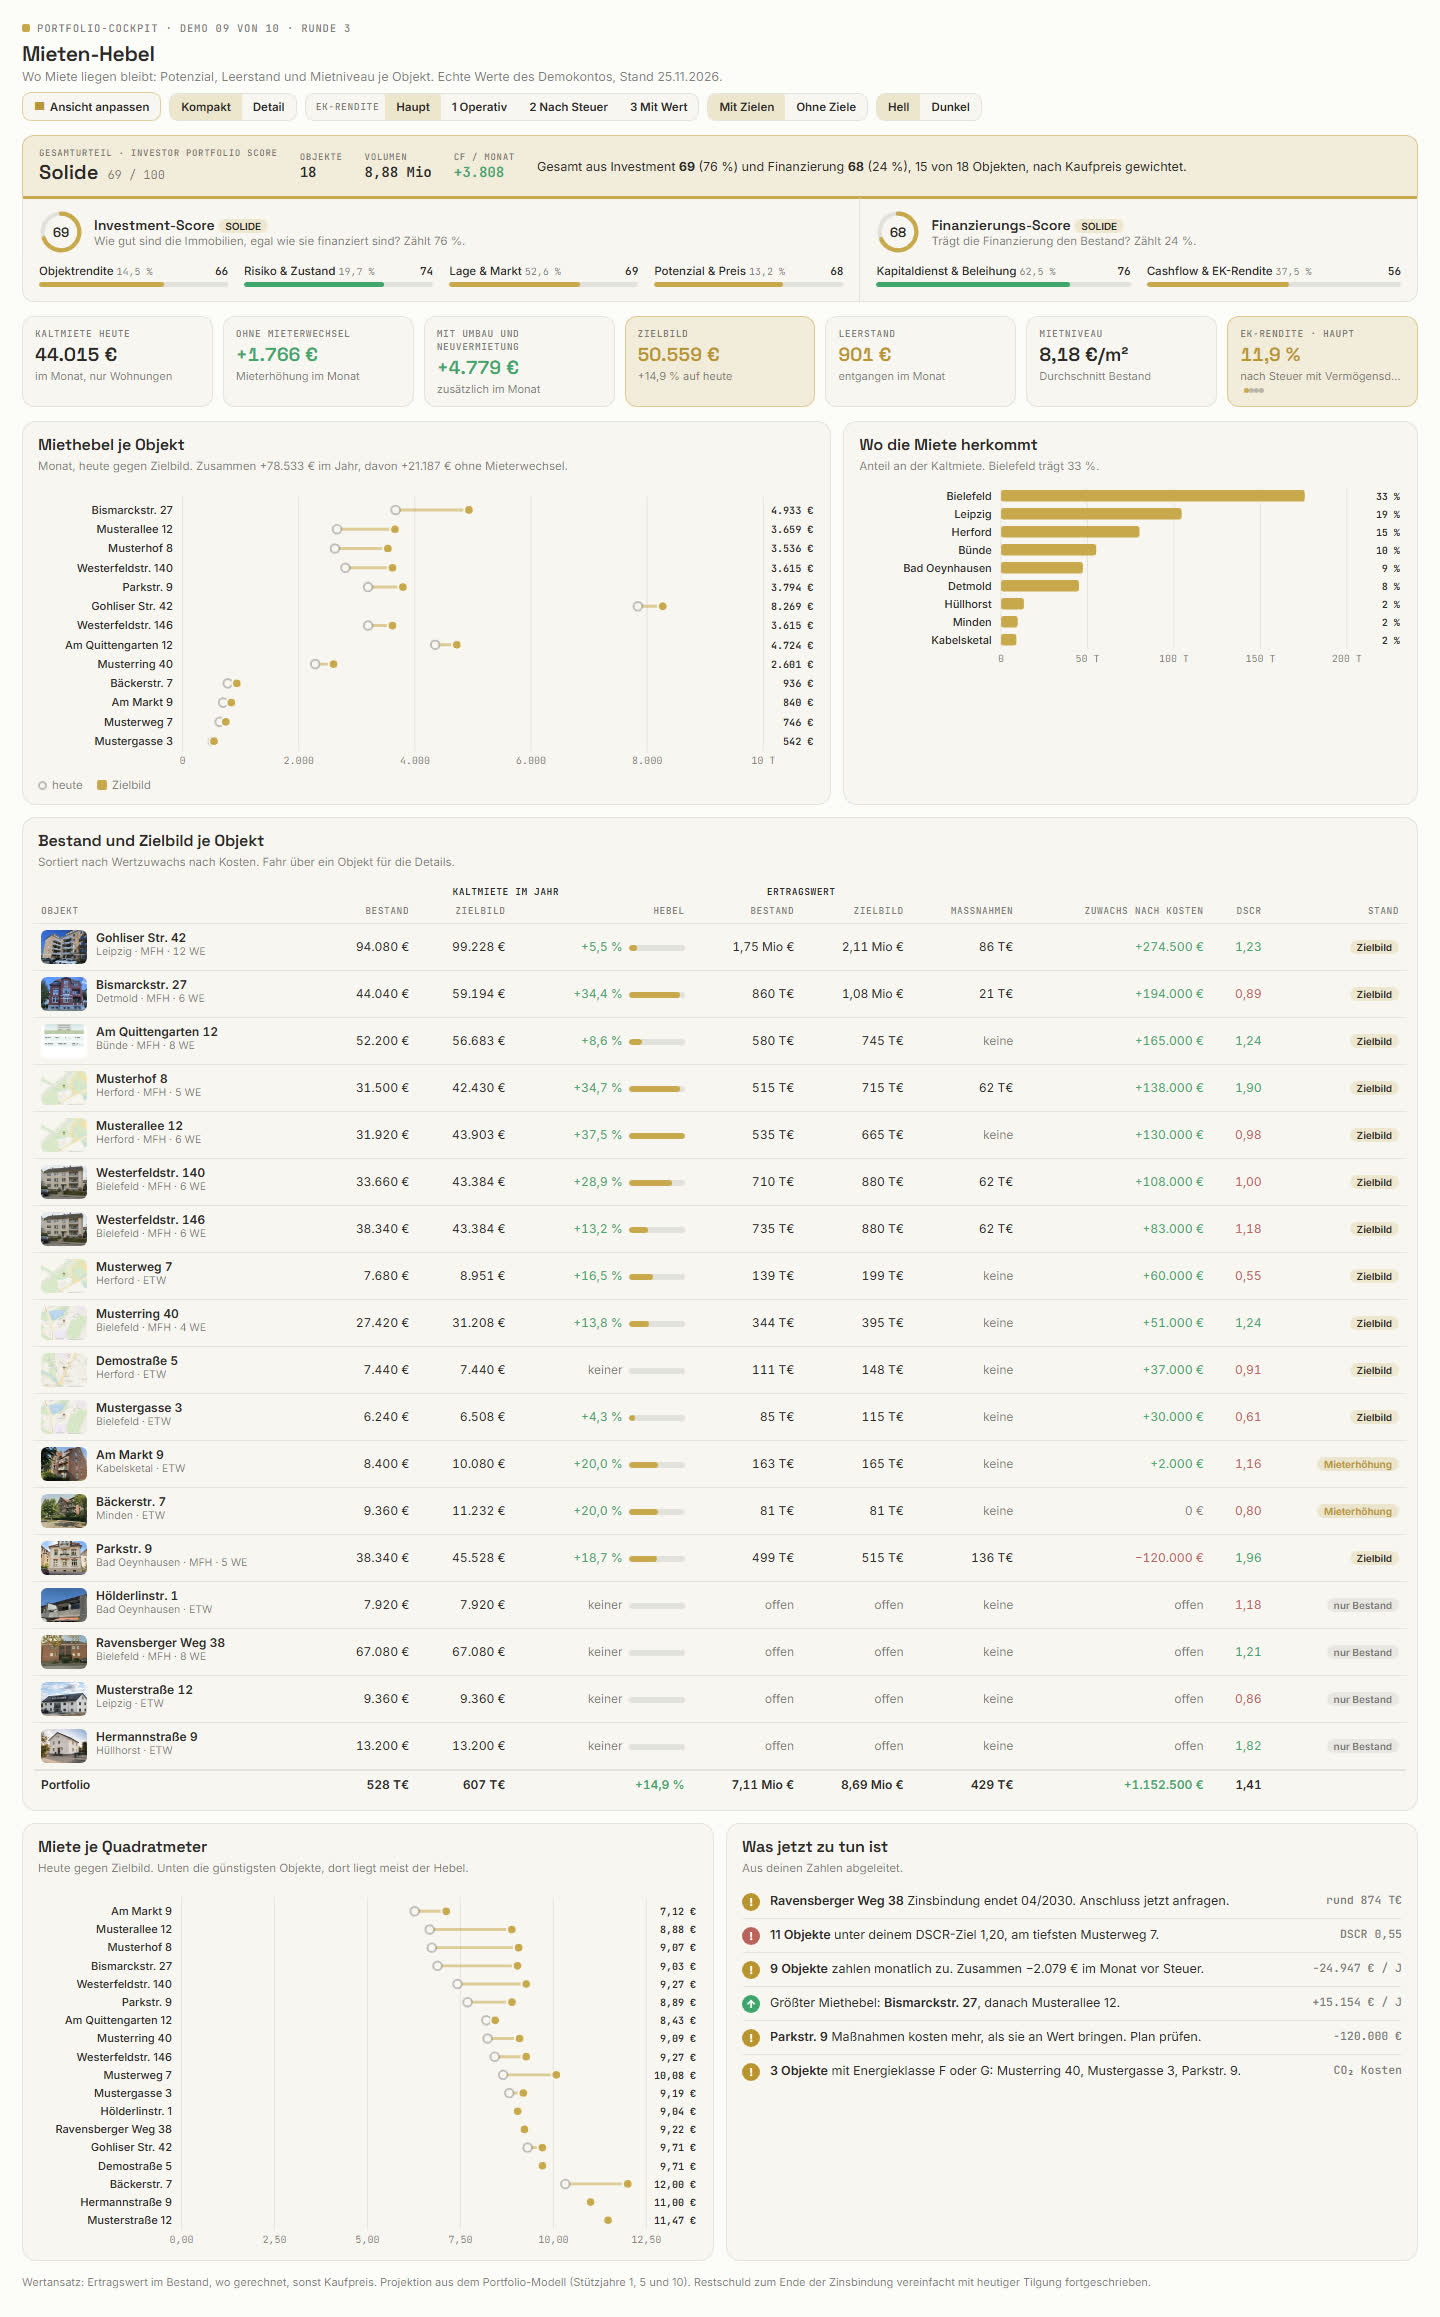 PORTFOLIO-COCKPIT · DEMO 09 VON 10 · RUNDE 3
Mieten-Hebel
Wo Miete liegen bleibt: Potenzial, Leerstand und Mietniveau je Objekt. Echte Werte des Demokontos, Stand 25.11.2026.
Ansicht anpassen Kompakt Detail EK-RENDITE Haupt 1 Operativ 2 Nach Steuer 3 Mit Wert Mit Zielen Ohne Ziele Hell Dunkel
GESAMTURTEIL · INVESTOR PORTFOLIO SCORE
Solide 69 / 100
OBJEKTE
18
VOLUMEN
8,88 Mio
CF / MONAT
+3.808
Gesamt aus Investment 69 (76 %) und Finanzierung 68 (24 %), 15 von 18 Objekten, nach Kaufpreis gewichtet.
69
Investment-Score SOLIDE
Wie gut sind die Immobilien, egal wie sie finanziert sind? Zählt 76 %.
Objektrendite 14,5 % 66
Risiko & Zustand 19,7 % 74
Lage & Markt 52,6 % 69
Potenzial & Preis 13,2 % 68
68
Finanzierungs-Score SOLIDE
Trägt die Finanzierung den Bestand? Zählt 24 %.
Kapitaldienst & Beleihung 62,5 % 76
Cashflow & EK-Rendite 37,5 % 56
KALTMIETE HEUTE
44.015 €
im Monat, nur Wohnungen
OHNE MIETERWECHSEL
+1.766 €
Mieterhöhung im Monat
MIT UMBAU UND
NEUVERMIETUNG
+4.779 €
zusätzlich im Monat
ZIELBILD
50.559 €
+14,9 % auf heute
LEERSTAND
901 €
entgangen im Monat
MIETNIVEAU
8,18 €/m²
Durchschnitt Bestand
EK-RENDITE · HAUPT
11,9 %
nach Steuer mit Vermögensd…
Miethebel je Objekt
Monat, heute gegen Zielbild. Zusammen +78.533 € im Jahr, davon +21.187 € ohne Mieterwechsel.
Bismarckstr. 27 4.933 €
Musterallee 12 3.659 €
Musterhof 8 3.536 €
Westerfeldstr. 140 3.615 €
Parkstr. 9 3.794 €
Gohliser Str. 42 8.269 €
Westerfeldstr. 146 3.615 €
Am Quittengarten 12 4.724 €
Musterring 40 2.601 €
Bäckerstr. 7 936 €
Am Markt 9 840 €
Musterweg 7 746 €
Mustergasse 3 542 €
0 2.000 4.000 6.000 8.000 10 T
heute Zielbild
Wo die Miete herkommt
Anteil an der Kaltmiete. Bielefeld trägt 33 %.
Bielefeld 33 %
Leipzig 19 %
Herford 15 %
Bünde 10 %
Bad Oeynhausen 9 %
Detmold 8 %
Hüllhorst 2 %
Minden 2 %
Kabelsketal 2 %
0 50 T 100 T 150 T 200 T
Bestand und Zielbild je Objekt
Sortiert nach Wertzuwachs nach Kosten. Fahr über ein Objekt für die Details.
KALTMIETE IM JAHR ERTRAGSWERT
OBJEKT BESTAND ZIELBILD HEBEL BESTAND ZIELBILD MASSNAHMEN ZUWACHS NACH KOSTEN DSCR STAND
Gohliser Str. 42
Leipzig · MFH · 12 WE
94.080 € 99.228 € +5,5 % 1,75 Mio € 2,11 Mio € 86 T€ +274.500 € 1,23 Zielbild
Bismarckstr. 27
Detmold · MFH · 6 WE
44.040 € 59.194 € +34,4 % 860 T€ 1,08 Mio € 21 T€ +194.000 € 0,89 Zielbild
Am Quittengarten 12
Bünde · MFH · 8 WE
52.200 € 56.683 € +8,6 % 580 T€ 745 T€ keine +165.000 € 1,24 Zielbild
Musterhof 8
Herford · MFH · 5 WE
31.500 € 42.430 € +34,7 % 515 T€ 715 T€ 62 T€ +138.000 € 1,90 Zielbild
Musterallee 12
Herford · MFH · 6 WE
31.920 € 43.903 € +37,5 % 535 T€ 665 T€ keine +130.000 € 0,98 Zielbild
Westerfeldstr. 140
Bielefeld · MFH · 6 WE
33.660 € 43.384 € +28,9 % 710 T€ 880 T€ 62 T€ +108.000 € 1,00 Zielbild
Westerfeldstr. 146
Bielefeld · MFH · 6 WE
38.340 € 43.384 € +13,2 % 735 T€ 880 T€ 62 T€ +83.000 € 1,18 Zielbild
Musterweg 7
Herford · ETW
7.680 € 8.951 € +16,5 % 139 T€ 199 T€ keine +60.000 € 0,55 Zielbild
Musterring 40
Bielefeld · MFH · 4 WE
27.420 € 31.208 € +13,8 % 344 T€ 395 T€ keine +51.000 € 1,24 Zielbild
Demostraße 5
Herford · ETW
7.440 € 7.440 € keiner 111 T€ 148 T€ keine +37.000 € 0,91 Zielbild
Mustergasse 3
Bielefeld · ETW
6.240 € 6.508 € +4,3 % 85 T€ 115 T€ keine +30.000 € 0,61 Zielbild
Am Markt 9
Kabelsketal · ETW
8.400 € 10.080 € +20,0 % 163 T€ 165 T€ keine +2.000 € 1,16 Mieterhöhung
Bäckerstr. 7
Minden · ETW
9.360 € 11.232 € +20,0 % 81 T€ 81 T€ keine 0 € 0,80 Mieterhöhung
Parkstr. 9
Bad Oeynhausen · MFH · 5 WE
38.340 € 45.528 € +18,7 % 499 T€ 515 T€ 136 T€ −120.000 € 1,96 Zielbild
Hölderlinstr. 1
Bad Oeynhausen · ETW
7.920 € 7.920 € keiner offen offen keine offen 1,18 nur Bestand
Ravensberger Weg 38
Bielefeld · MFH · 8 WE
67.080 € 67.080 € keiner offen offen keine offen 1,21 nur Bestand
Musterstraße 12
Leipzig · ETW
9.360 € 9.360 € keiner offen offen keine offen 0,86 nur Bestand
Hermannstraße 9
Hüllhorst · ETW
13.200 € 13.200 € keiner offen offen keine offen 1,82 nur Bestand
Portfolio 528 T€ 607 T€ +14,9 % 7,11 Mio € 8,69 Mio € 429 T€ +1.152.500 € 1,41
Miete je Quadratmeter
Heute gegen Zielbild. Unten die günstigsten Objekte, dort liegt meist der Hebel.
Am Markt 9 7,12 €
Musterallee 12 8,88 €
Musterhof 8 9,07 €
Bismarckstr. 27 9,03 €
Westerfeldstr. 140 9,27 €
Parkstr. 9 8,89 €
Am Quittengarten 12 8,43 €
Musterring 40 9,09 €
Westerfeldstr. 146 9,27 €
Musterweg 7 10,08 €
Mustergasse 3 9,19 €
Hölderlinstr. 1 9,04 €
Ravensberger Weg 38 9,22 €
Gohliser Str. 42 9,71 €
Demostraße 5 9,71 €
Bäckerstr. 7 12,00 €
Hermannstraße 9 11,00 €
Musterstraße 12 11,47 €
0,00 2,50 5,00 7,50 10,00 12,50
Was jetzt zu tun ist
Aus deinen Zahlen abgeleitet.
! Ravensberger Weg 38 Zinsbindung endet 04/2030. Anschluss jetzt anfragen. rund 874 T€
! 11 Objekte unter deinem DSCR-Ziel 1,20, am tiefsten Musterweg 7. DSCR 0,55
! 9 Objekte zahlen monatlich zu. Zusammen −2.079 € im Monat vor Steuer. -24.947 € / J
Größter Miethebel: Bismarckstr. 27, danach Musterallee 12. +15.154 € / J
! Parkstr. 9 Maßnahmen kosten mehr, als sie an Wert bringen. Plan prüfen. -120.000 €
! 3 Objekte mit Energieklasse F oder G: Musterring 40, Mustergasse 3, Parkstr. 9. CO₂ Kosten
Wertansatz: Ertragswert im Bestand, wo gerechnet, sonst Kaufpreis. Projektion aus dem Portfolio-Modell (Stützjahre 1, 5 und 10). Restschuld zum Ende der Zinsbindung vereinfacht mit heutiger Tilgung fortgeschrieben.